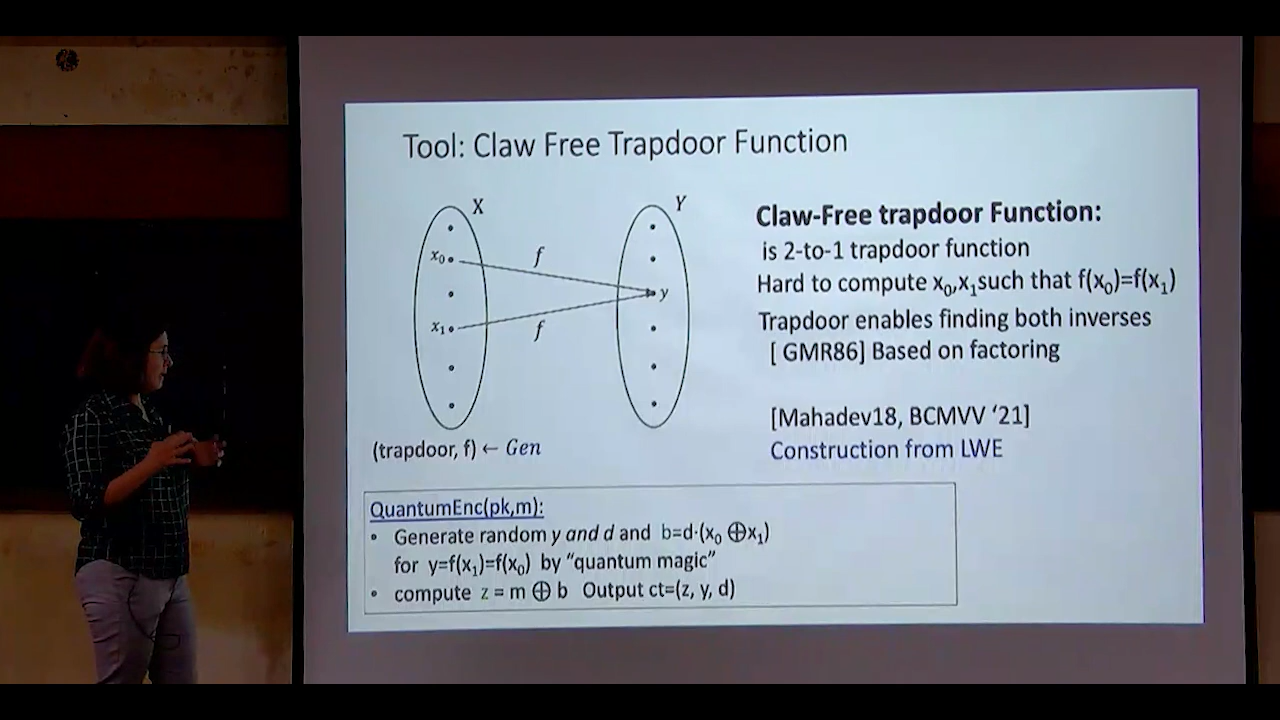 Tool: Claw Free Trapdoor Function
X
Y
x₀
f
y
x₁
f
(trapdoor, f) ← Gen
Claw-Free trapdoor Function:
is 2-to-1 trapdoor function
Hard to compute x₀,x₁such that f(x₀)=f(x₁)
Trapdoor enables finding both inverses
[ GMR86] Based on factoring
[Mahadev18, BCMVV ‘21]
Construction from LWE
QuantumEnc(pk,m):
• Generate random y and d and b=d·(x₀ ⊕x₁)
for y=f(x₁)=f(x₀) by “quantum magic”
• compute z = m ⊕ b Output ct=(z, y, d)